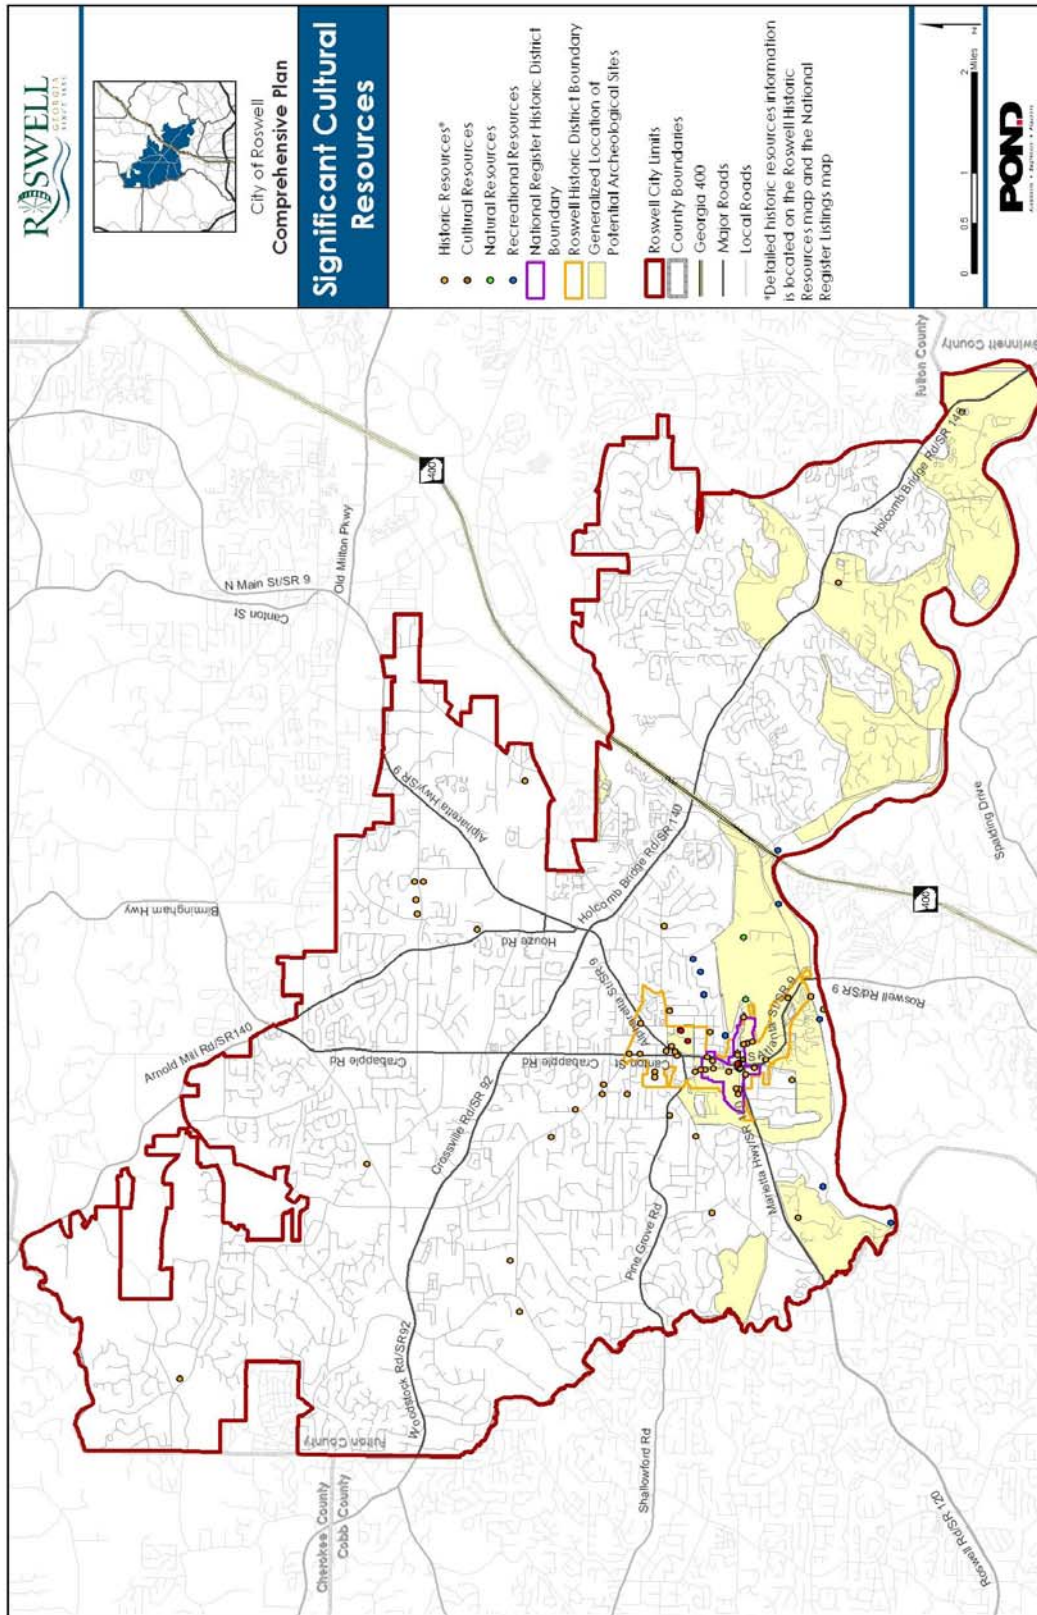 ROSWELL
GEORGIA
City of Roswell
Comprehensive Plan
Significant Cultural
Resources
Historic Resources*
Cultural Resources
Natural Resources
Recreational Resources
National Register Historic District
Boundary
Roswell Historic District Boundary
Generalized Location of
Potential Archeological Sites
Roswell City Limits
County Boundaries
Georgia 400
Major Roads
Local Roads
*Detailed historic resources information
is located on the Roswell Historic
Resources map and the National
Register Listings map
0
0.5
1
2
Miles
N
POND
Cherokee County
Cobb County
Fulton County
Woodstock Rd/SR92
Crossville Rd/SR 92
Arnold Mill Rd/SR140
Birmingham Hwy
Canton St
N Main St/SR 9
Old Milton Pkwy
400
Crabapple Rd
Crabapple Rd
Houze Rd
Alpharetta Hwy/SR 9
Holcomb Bridge Rd/SR 140
Alpharetta St/SR 9
Canton St
S Atlanta St/SR 9
Pine Grove Rd
Marietta Hwy/SR
Shallowford Rd
Roswell Rd/SR 120
Roswell Rd/SR 9
400
Spalding Drive
Holcomb Bridge Rd/SR 140
Fulton County
Gwinnett County